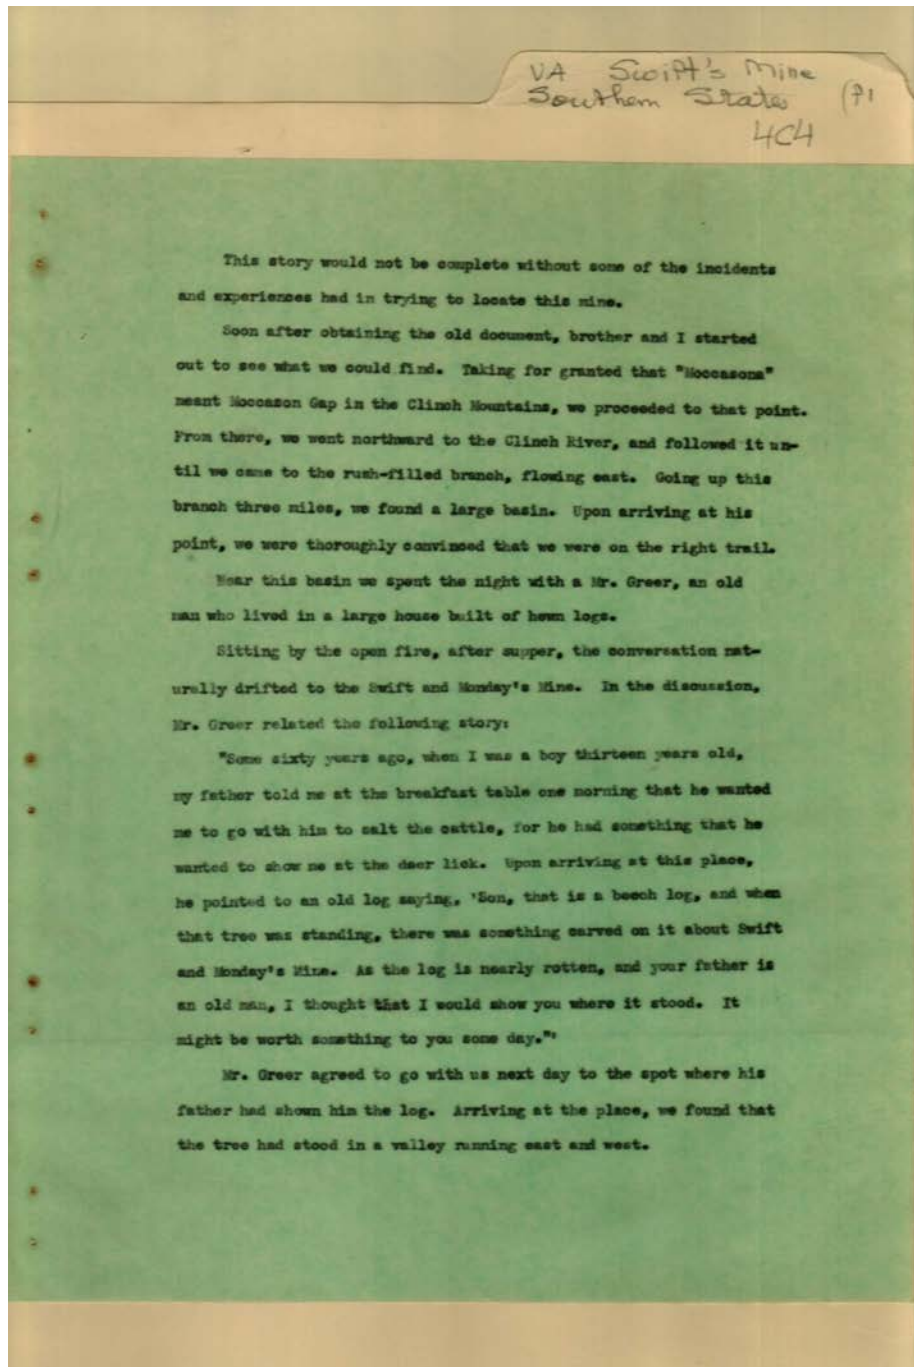 VA Swift's Mine
Southern States (P1
4C4
This story would not be complete without some of the incidents
and experiences had in trying to locate this mine.
Soon after obtaining the old document, brother and I started
out to see what we could find. Taking for granted that "Moccasons"
meant Moccason Gap in the Clinch Mountains, we proceeded to that point.
From there, we went northward to the Clinch River, and followed it un-
til we came to the rush-filled branch, flowing east. Going up this
branch three miles, we found a large basin. Upon arriving at his
point, we were thoroughly convinced that we were on the right trail.
Near this basin we spent the night with a Mr. Greer, an old
man who lived in a large house built of hewn logs.
Sitting by the open fire, after supper, the conversation nat-
urally drifted to the Swift and Monday's Mine. In the discussion,
Mr. Greer related the following story:
"Some sixty years ago, when I was a boy thirteen years old,
my father told me at the breakfast table one morning that he wanted
me to go with him to salt the cattle, for he had something that he
wanted to show me at the deer lick. Upon arriving at this place,
he pointed to an old log saying, 'Son, that is a beech log, and when
that tree was standing, there was something carved on it about Swift
and Monday's Mine. As the log is nearly rotten, and your father is
an old man, I thought that I would show you where it stood. It
might be worth something to you some day."'
Mr. Greer agreed to go with us next day to the spot where his
father had shown him the log. Arriving at the place, we found that
the tree had stood in a valley running east and west.